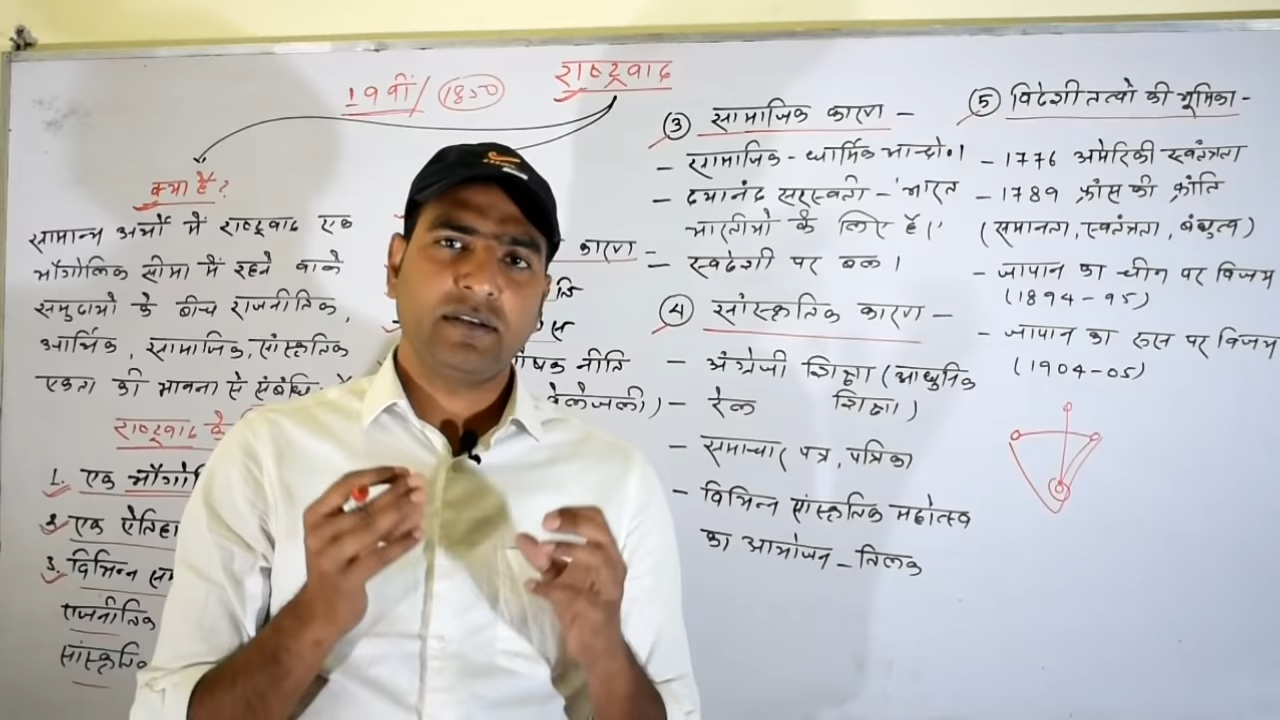 राष्ट्रवाद
19वीं/ 1850
क्या है?
सामान्य अर्थों में राष्ट्रवाद एक
भौगोलिक सीमा में रहने वाले
समुदायों के बीच राजनीतिक,
आर्थिक, सामाजिक, सांस्कृतिक
एकता की भावना से
राष्ट्रवाद के
1. एक
2. एक
3. विभिन्न
राजनीतिक
कारण -
नीति
वेलेजली)
③ सामाजिक कारण -
- सामाजिक - धार्मिक आन्दो०।
- दयानंद सरस्वती - 'भारत
भारतीयों के लिए है।'
- स्वदेशी पर बल।
④ सांस्कृतिक कारण -
- अंग्रेजी शिक्षा (आधुनिक
शिक्षा)
- रेल
- समाचार पत्र, पत्रिका
- विभिन्न सांस्कृतिक महोत्सव
का आयोजन - तिलक
⑤ विदेशी तत्वों की भूमिका -
- 1776 अमेरिकी स्वतंत्रता
- 1789 फ्रांस की क्रांति
(समानता, स्वतंत्रता, बंधुत्व)
- जापान का चीन पर विजय
(1894-95)
- जापान का रूस पर विजय
(1904-05)